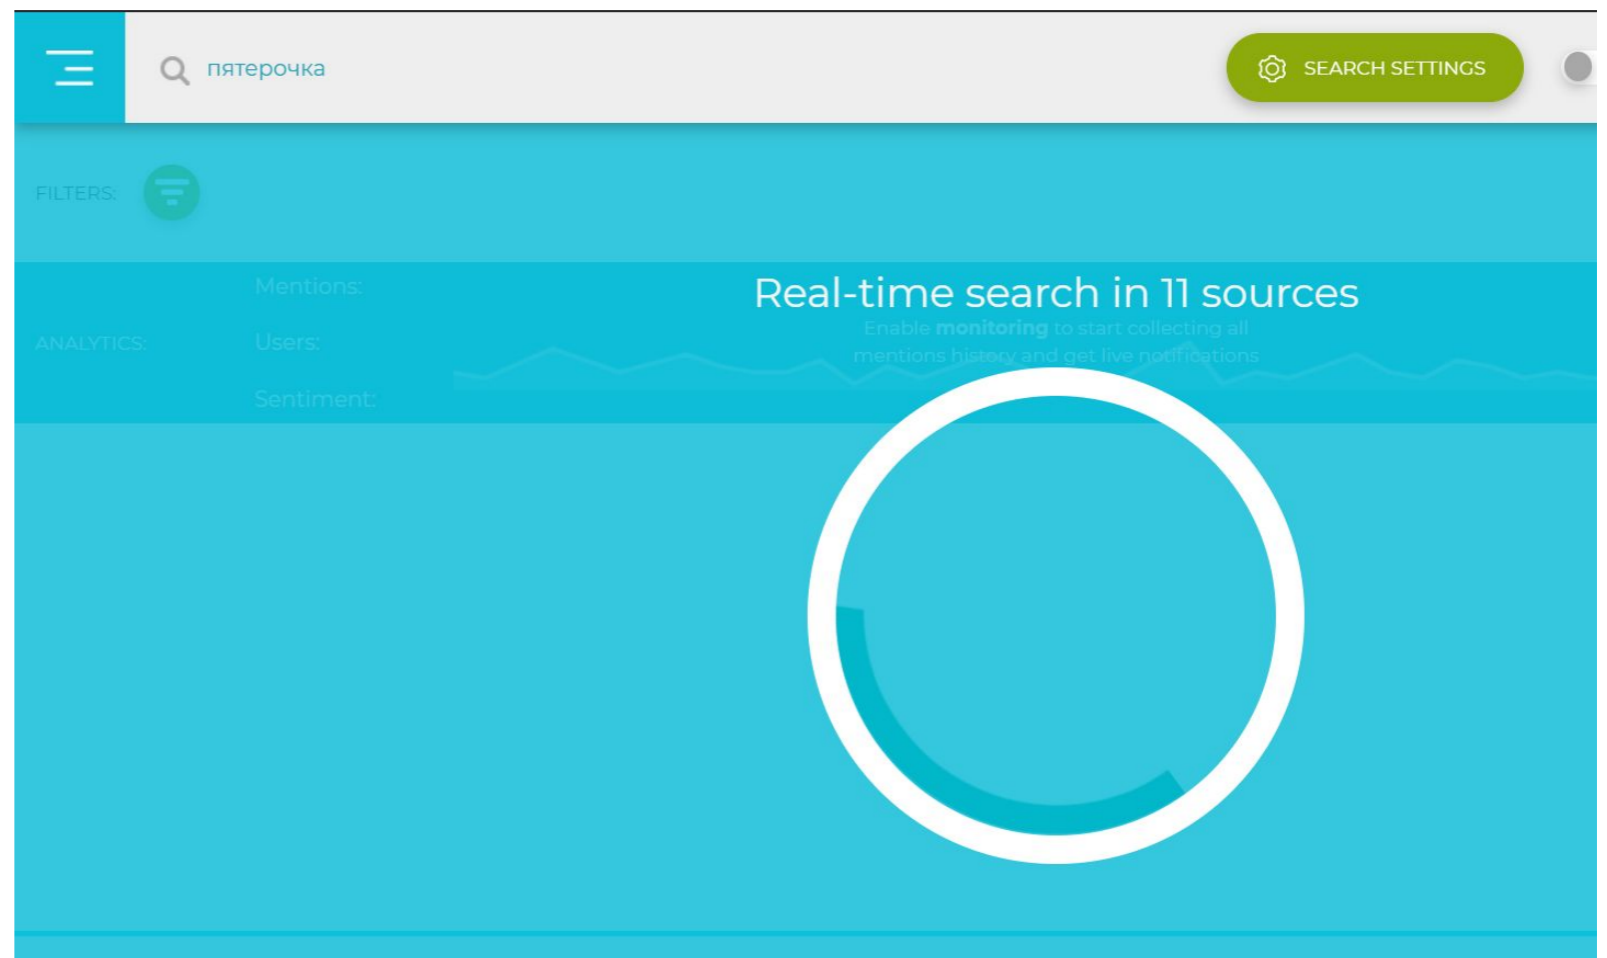 пятерочка
SEARCH SETTINGS
FILTERS:
Real-time search in 11 sources
Enable monitoring to start collecting all
mentions history and get live notifications
ANALYTICS:
Mentions:
Users:
Sentiment: